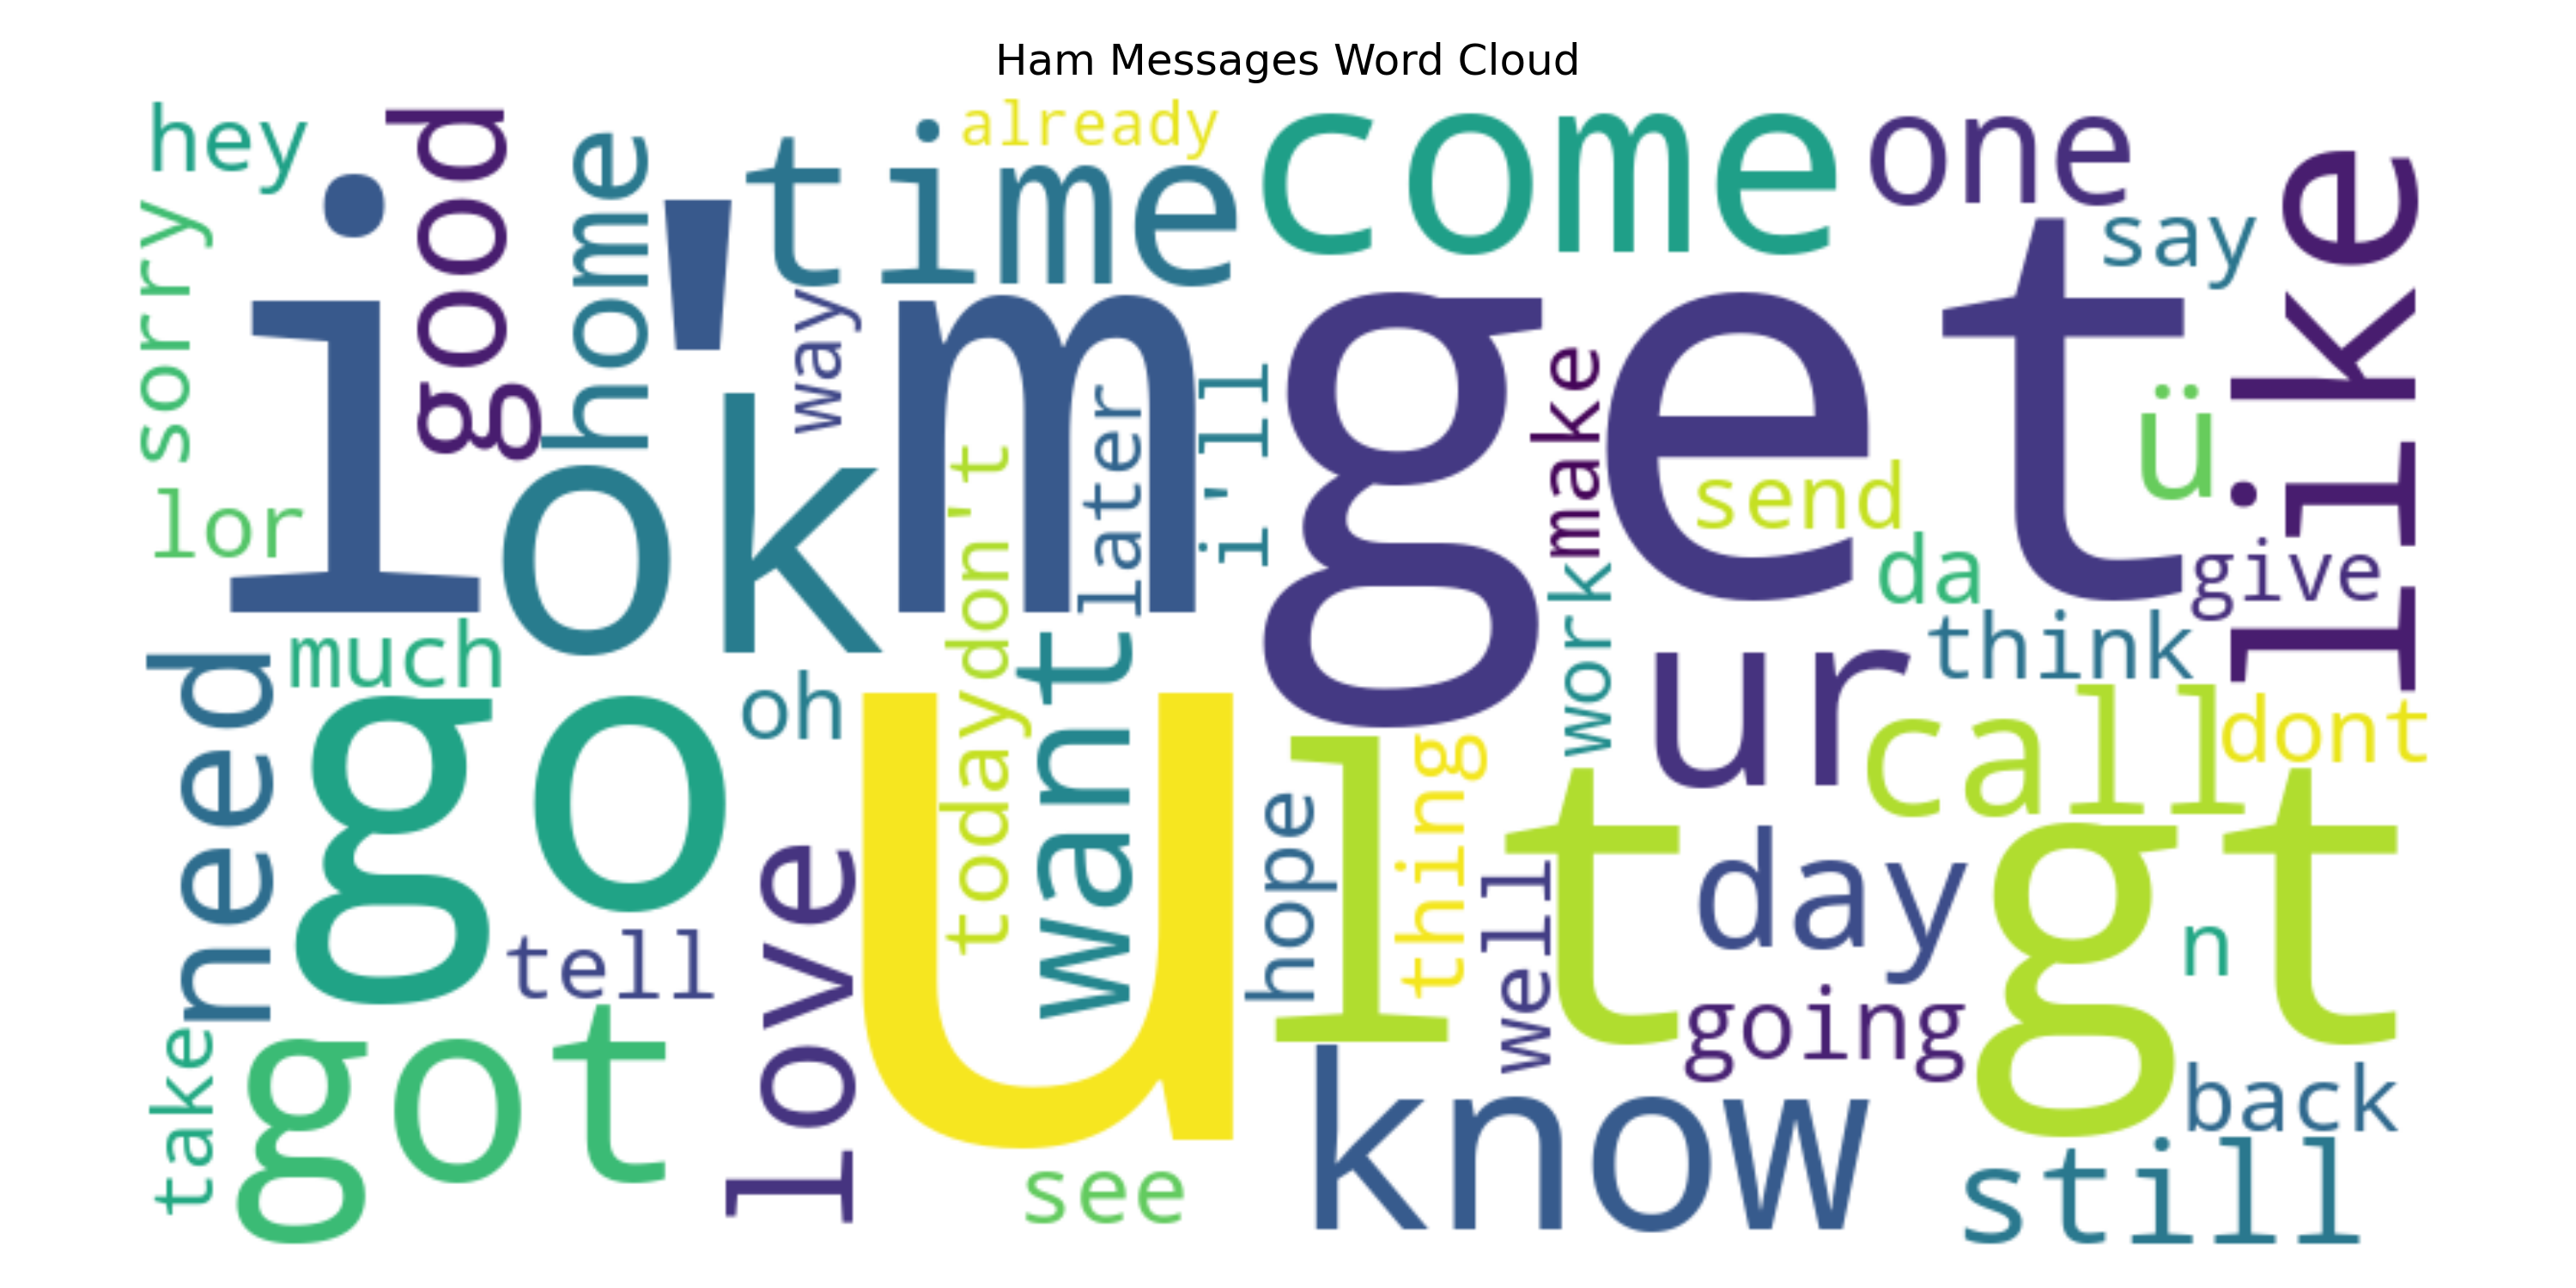 Ham Messages Word Cloud
hey
good
home
already
time
come
one
like
say
sorry
i'm
way
get
ok
later
i'll
make
send
ü
lor
don't
da
give
need
much
oh
want
work
ur
think
call
dont
go
today
u
hope
lt
thing
well
day
gt
n
tell
love
going
take
got
see
know
back
still